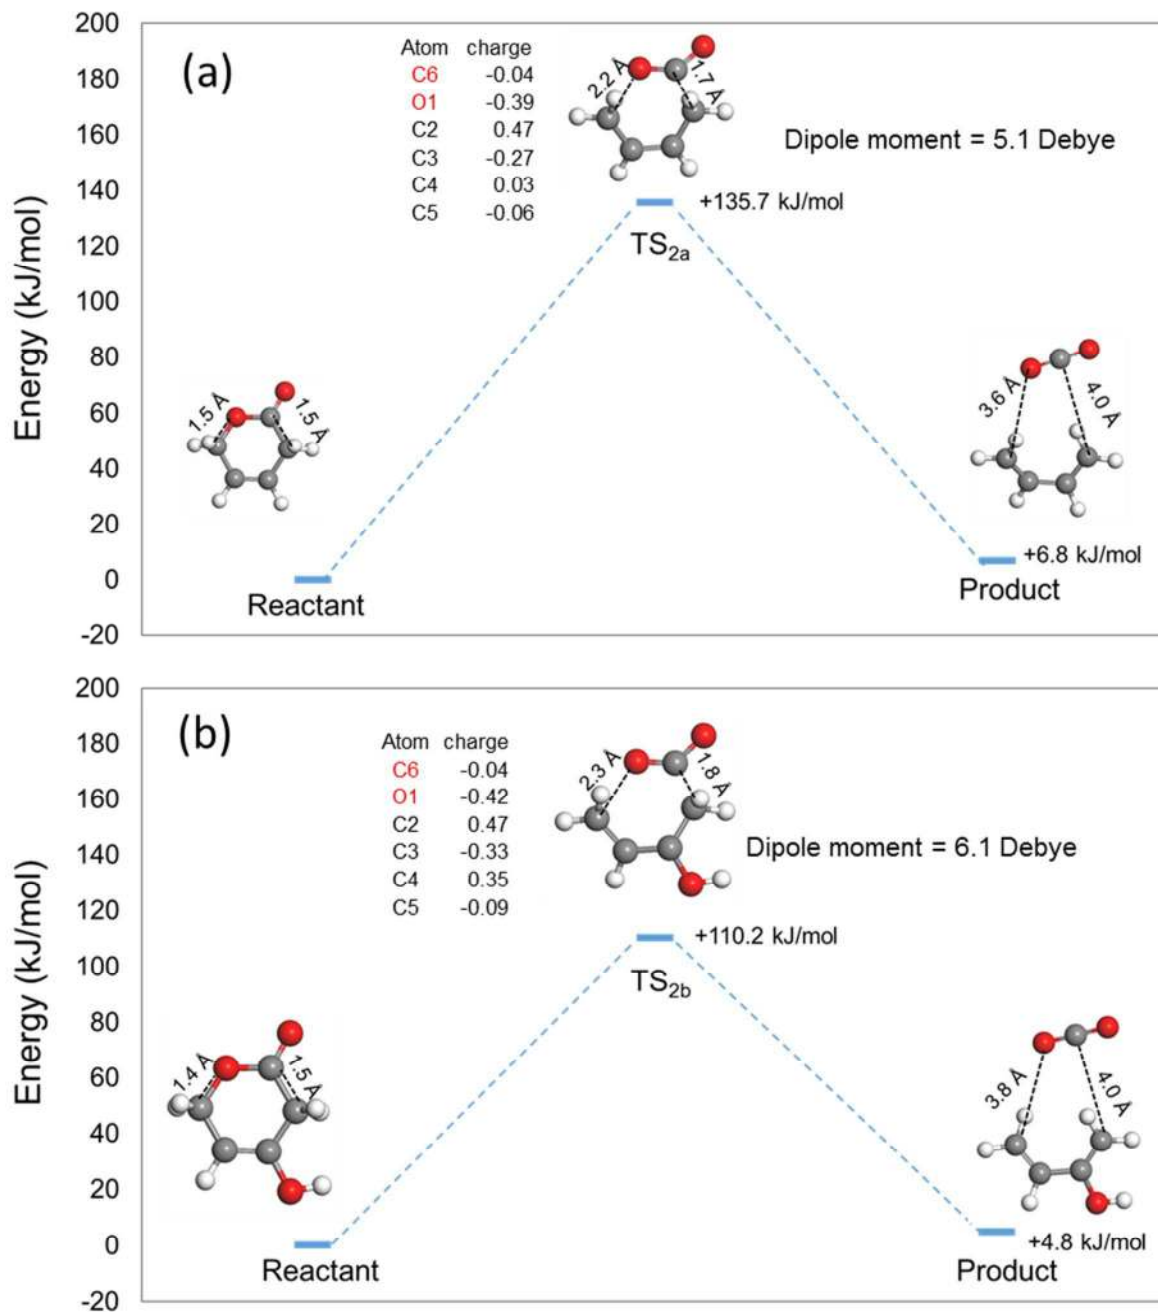 (a)
Atom charge
C6 -0.04
O1 -0.39
C2 0.47
C3 -0.27
C4 0.03
C5 -0.06
2.2 Å
1.7 Å
Dipole moment = 5.1 Debye
+135.7 kJ/mol
TS2a
Energy (kJ/mol)
200
180
160
140
120
100
80
60
40
20
0
-20
1.5 Å
1.5 Å
Reactant
3.6 Å
4.0 Å
+6.8 kJ/mol
Product
(b)
Atom charge
C6 -0.04
O1 -0.42
C2 0.47
C3 -0.33
C4 0.35
C5 -0.09
2.3 Å
1.8 Å
Dipole moment = 6.1 Debye
+110.2 kJ/mol
TS2b
Energy (kJ/mol)
200
180
160
140
120
100
80
60
40
20
0
-20
1.4 Å
1.5 Å
Reactant
3.8 Å
4.0 Å
+4.8 kJ/mol
Product